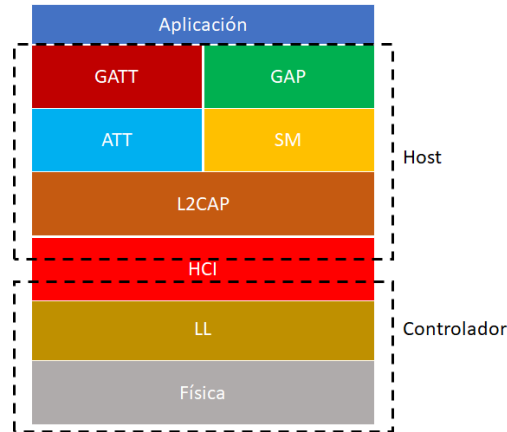 Aplicación
GATT
GAP
ATT
SM
Host
L2CAP
HCI
LL
Controlador
Física